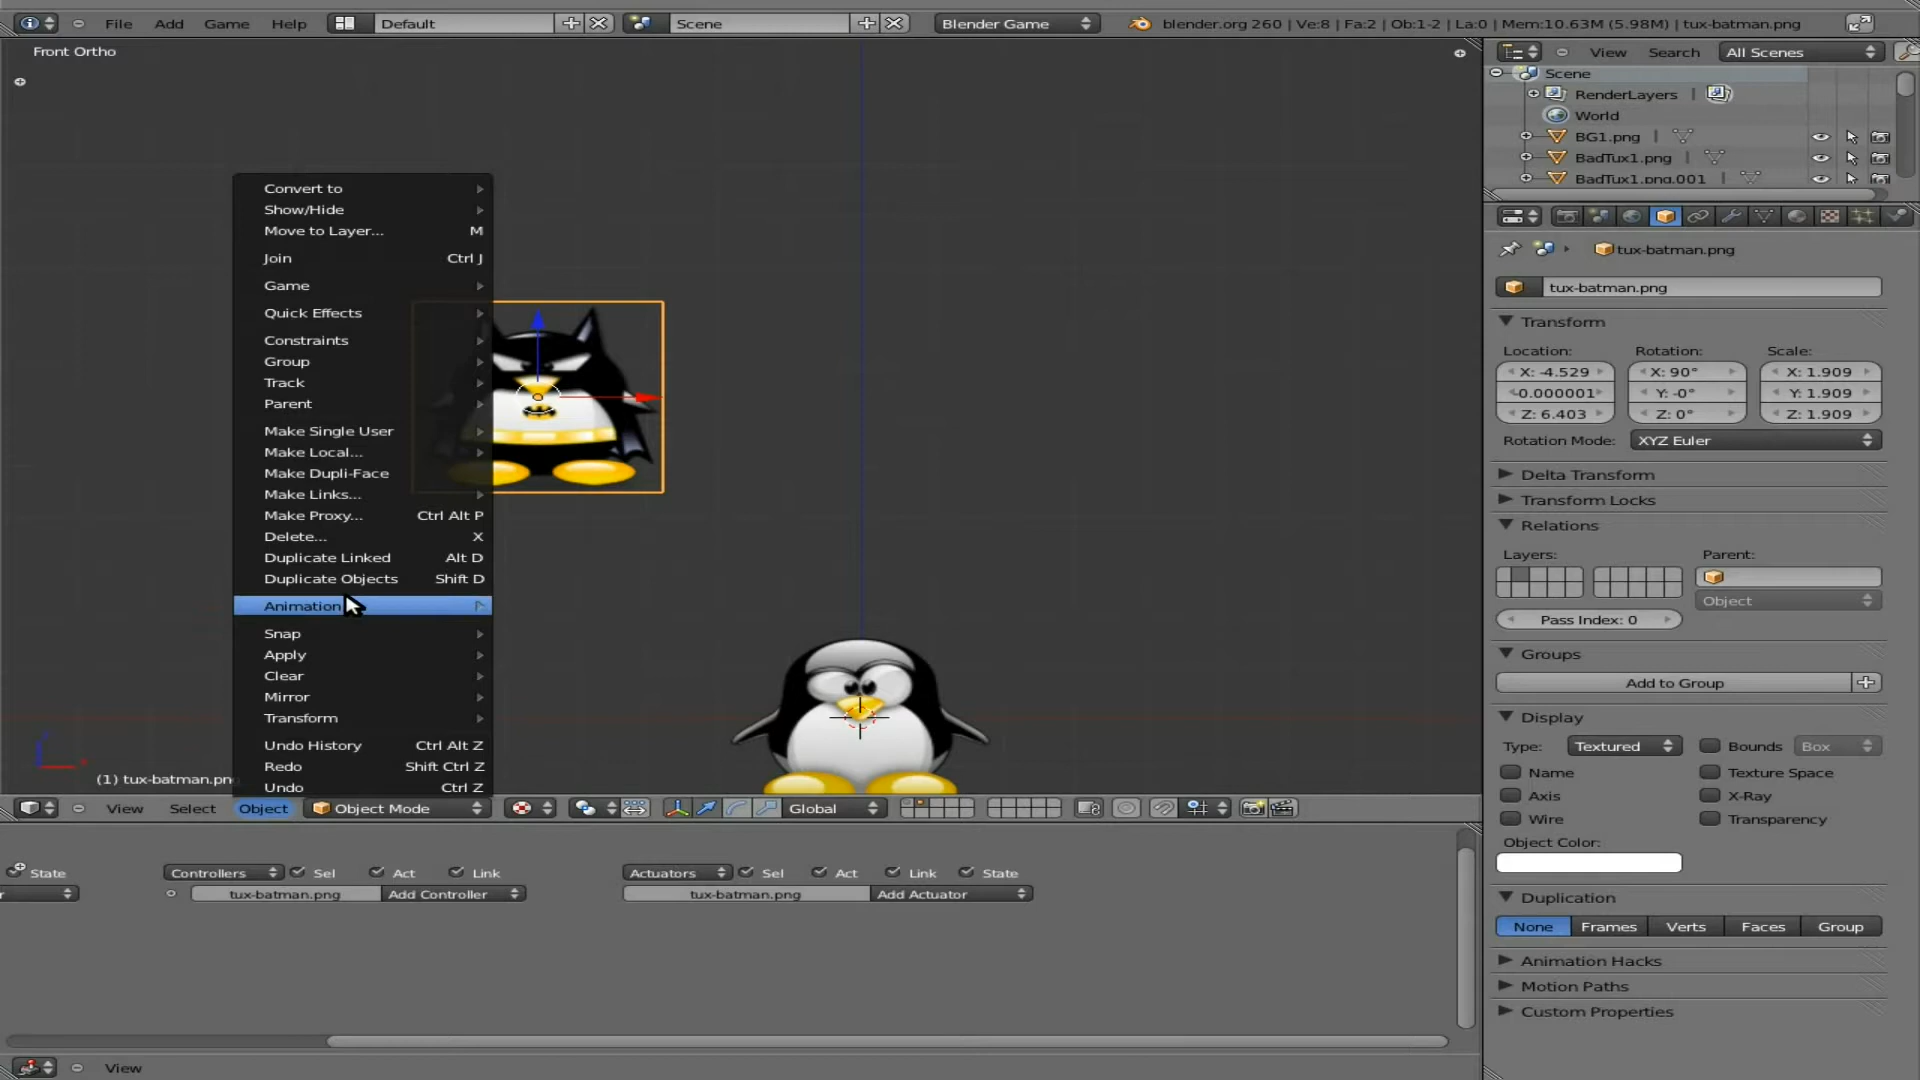 File Add Game Help Default Scene Blender Game blender.org 260 | Ve:8 | Fa:2 | Ob:1-2 | La:0 | Mem:10.63M (5.98M) | tux-batman.png
Front Ortho
View Search All Scenes
Scene
RenderLayers |
World
BG1.png |
BadTux1.png |
BadTux1.png.001 |
tux-batman.png
tux-batman.png
Transform
Location: Rotation: Scale:
X: -4.529 X: 90° X: 1.909
-0.000001 Y: -0° Y: 1.909
Z: 6.403 Z: 0° Z: 1.909
Rotation Mode: XYZ Euler
Delta Transform
Transform Locks
Relations
Layers: Parent:
Object
Pass Index: 0
Groups
Add to Group
Display
Type: Textured Bounds Box
Name Texture Space
Axis X-Ray
Wire Transparency
Object Color:
Duplication
None Frames Verts Faces Group
Animation Hacks
Motion Paths
Custom Properties
Convert to
Show/Hide
Move to Layer... M
Join Ctrl J
Game
Quick Effects
Constraints
Group
Track
Parent
Make Single User
Make Local...
Make Dupli-Face
Make Links...
Make Proxy... Ctrl Alt P
Delete... X
Duplicate Linked Alt D
Duplicate Objects Shift D
Animation
Snap
Apply
Clear
Mirror
Transform
Undo History Ctrl Alt Z
Redo Shift Ctrl Z
Undo Ctrl Z
(1) tux-batman.pn
View Select Object Object Mode Global
State Controllers Sel Act Link Actuators Sel Act Link State
tux-batman.png Add Controller tux-batman.png Add Actuator
View